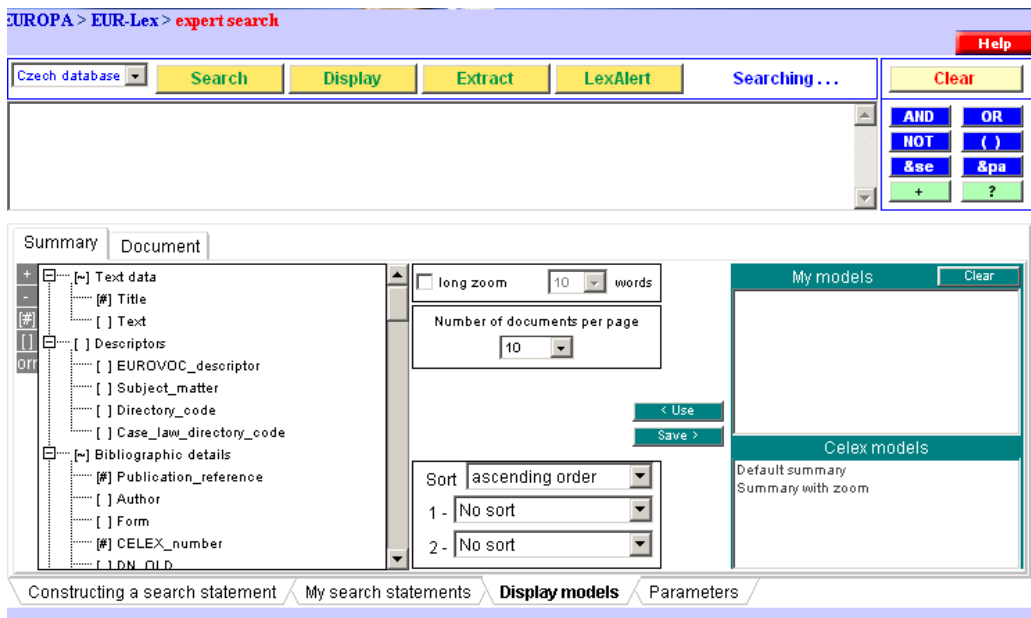 EUROPA > EUR-Lex > expert search
Help
Czech database Search Display Extract LexAlert Searching ... Clear
AND OR
NOT ( )
&se &pa
+ ?
Summary Document
+ [~] Text data
- [#] Title
[#] [ ] Text
[ ] [ ] Descriptors
[ ] EUROVOC_descriptor
[ ] Subject_matter
[ ] Directory_code
[ ] Case_law_directory_code
[~] Bibliographic details
[#] Publication_reference
[ ] Author
[ ] Form
[#] CELEX_number
[ ] DN_OLD
long zoom 10 words
Number of documents per page
10
< Use
Save >
Sort ascending order
1 - No sort
2 - No sort
My models Clear
Celex models
Default summary
Summary with zoom
Constructing a search statement My search statements Display models Parameters